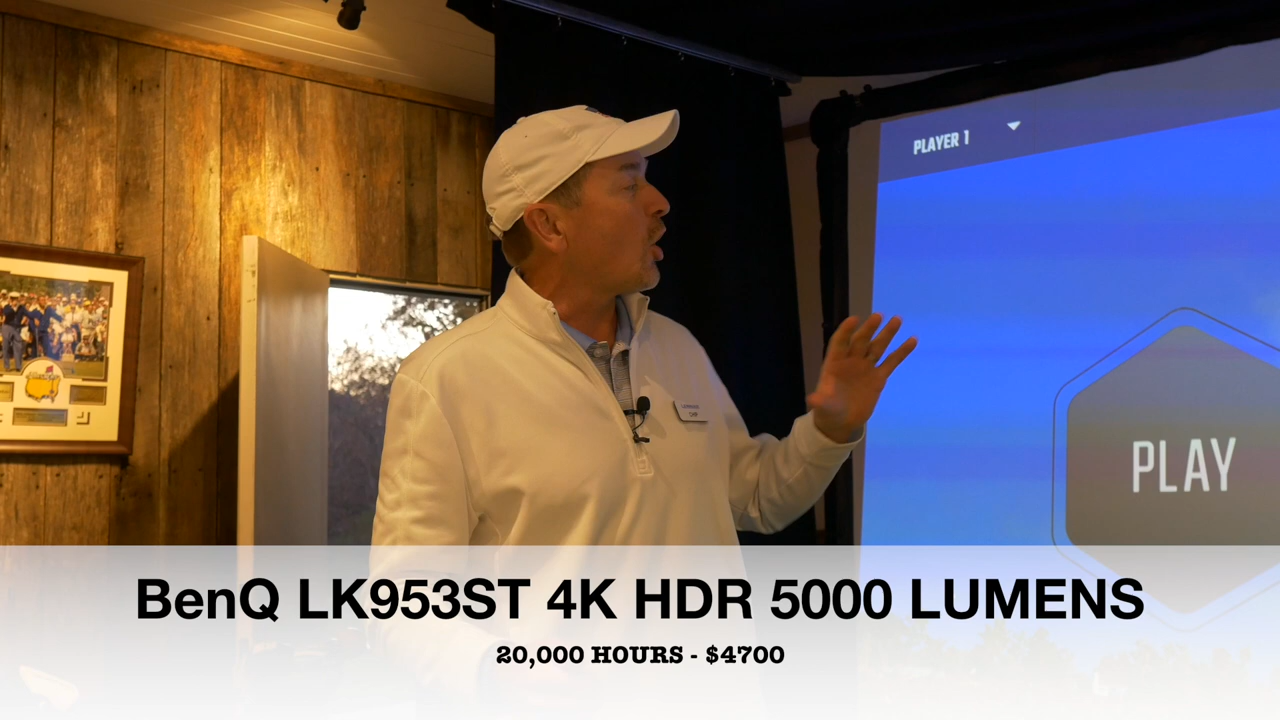 PLAYER 1
PLAY
BenQ LK953ST 4K HDR 5000 LUMENS
20,000 HOURS - $4700